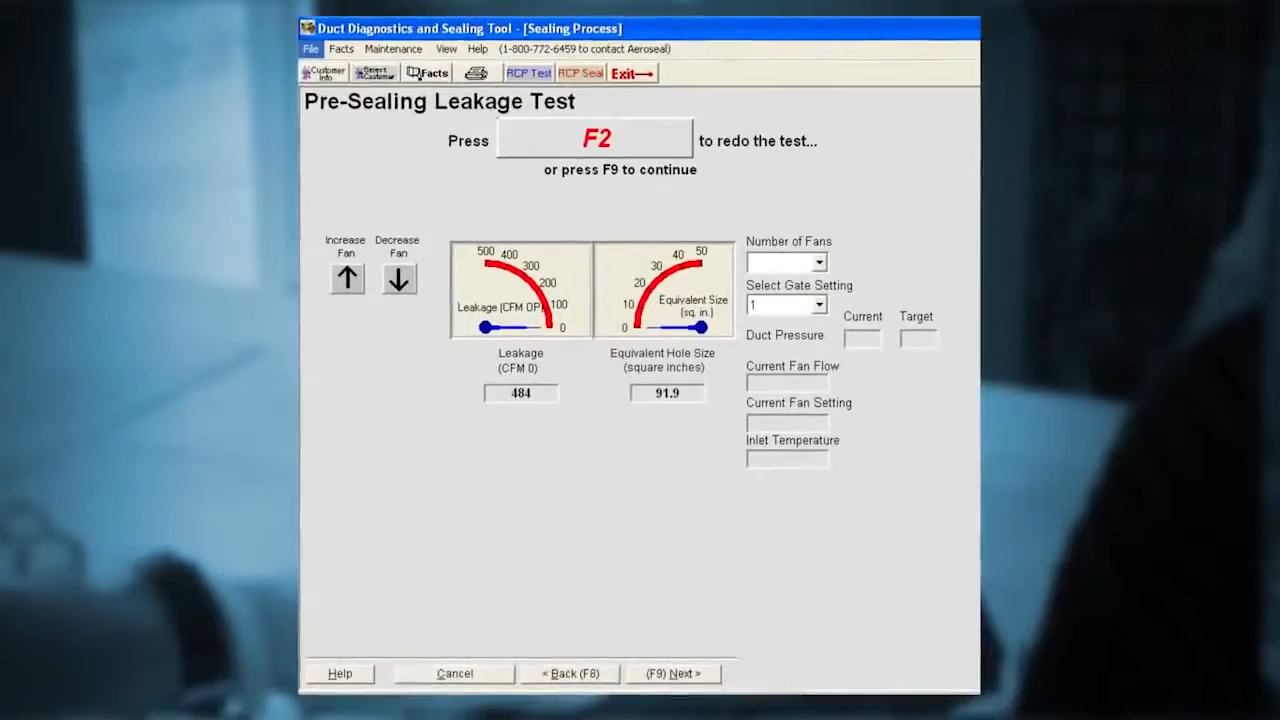 Duct Diagnostics and Sealing Tool - [Sealing Process]
File Facts Maintenance View Help (1-800-772-6459 to contact Aeroseal)
Customer Info Select Customer Facts RCP Test RCP Seal Exit
Pre-Sealing Leakage Test
Press F2 to redo the test...
or press F9 to continue
Increase Fan
Decrease Fan
500 400 300 200 100 0
Leakage (CFM OP)
0 10 20 30 40 50
Equivalent Size
(sq. in.)
Leakage
(CFM 0)
484
Equivalent Hole Size
(square inches)
91.9
Number of Fans
Select Gate Setting
1
Current Target
Duct Pressure
Current Fan Flow
Current Fan Setting
Inlet Temperature
Help Cancel < Back (F8) (F9) Next >